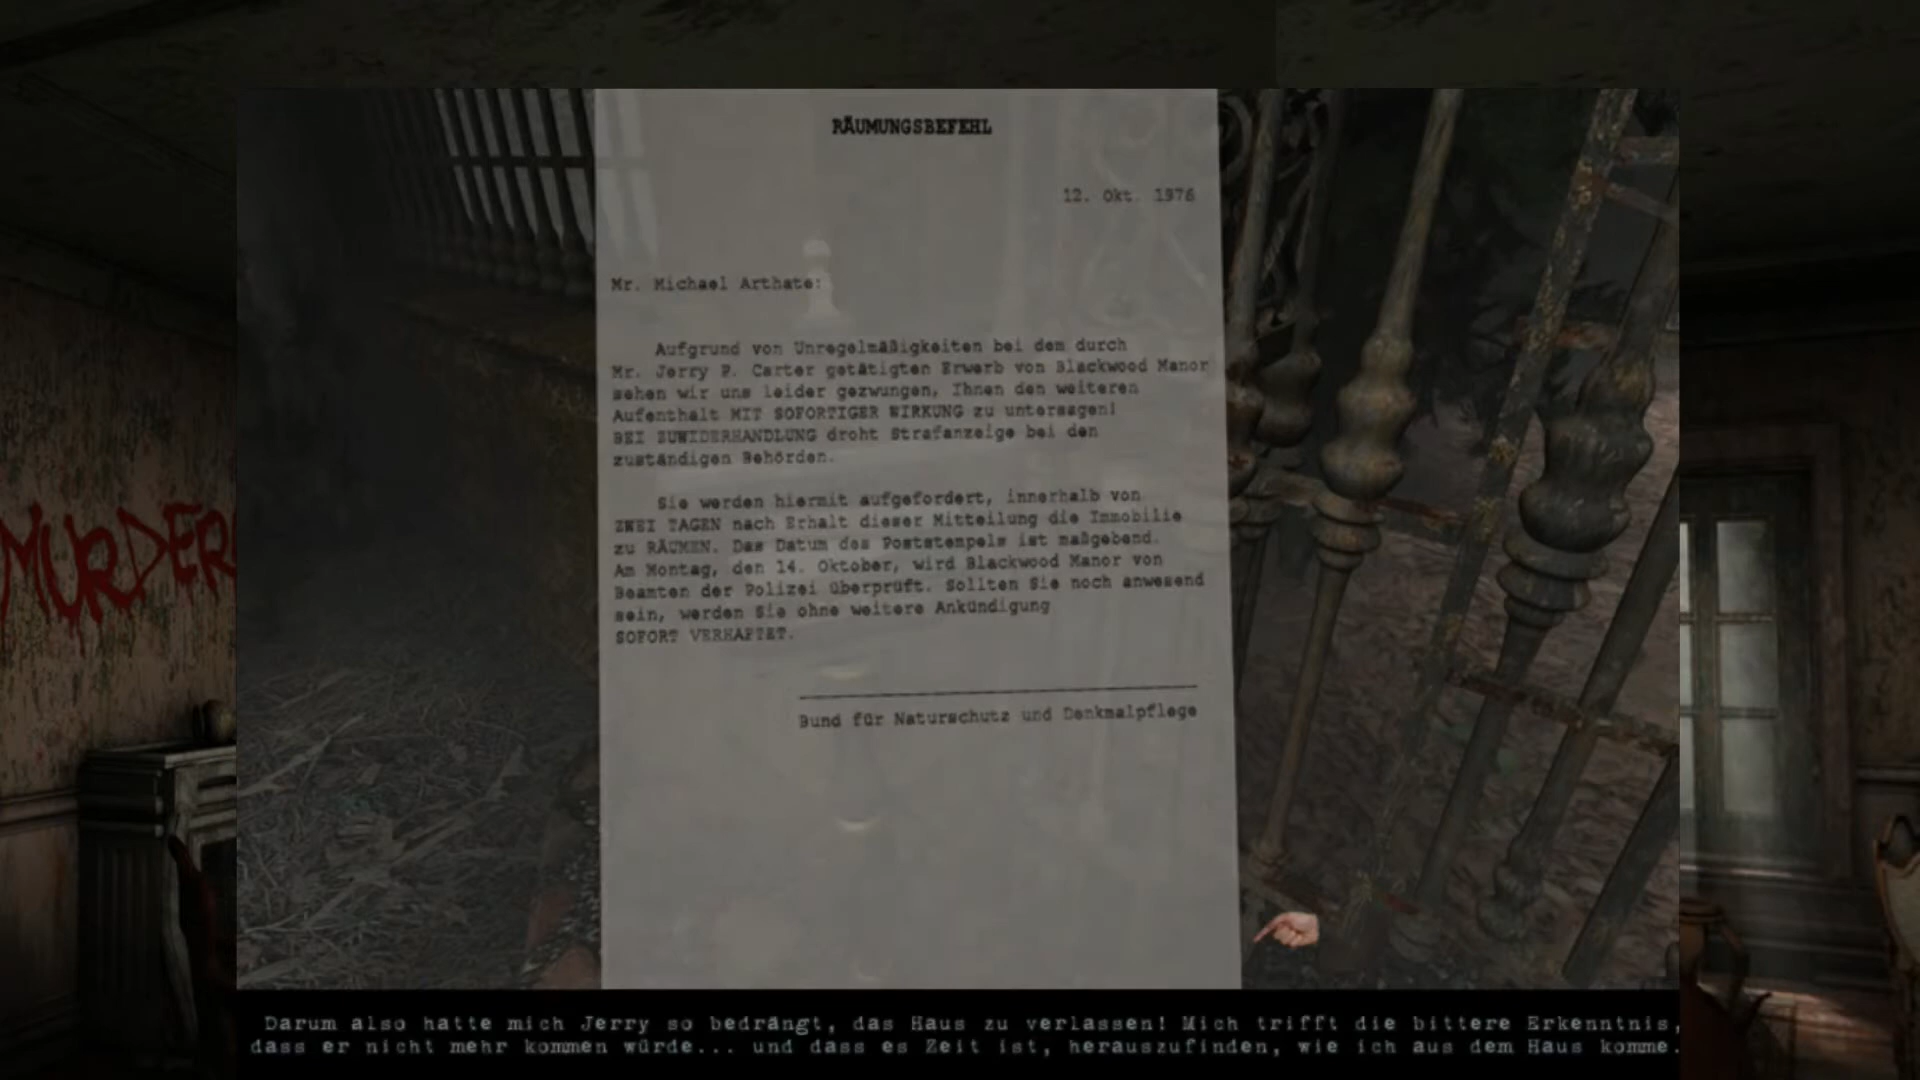 RÄUMUNGSBEFEHL
12. Okt. 1976
Mr. Michael Arthate:
Aufgrund von Unregelmäßigkeiten bei dem durch
Mr. Jerry P. Carter getätigten Erwerb von Blackwood Manor
sehen wir uns leider gezwungen, Ihnen den weiteren
Aufenthalt MIT SOFORTIGER WIRKUNG zu untersagen!
BEI ZUWIDERHANDLUNG droht Strafanzeige bei den
zuständigen Behörden.
Sie werden hiermit aufgefordert, innerhalb von
ZWEI TAGEN nach Erhalt dieser Mitteilung die Immobilie
zu RÄUMEN. Das Datum des Poststempels ist maßgebend.
Am Montag, den 14. Oktober, wird Blackwood Manor von
Beamten der Polizei überprüft. Sollten Sie noch anwesend
sein, werden Sie ohne weitere Ankündigung
SOFORT VERHAFTET.
Bund für Naturschutz und Denkmalpflege
MURDER
Darum also hatte mich Jerry so bedrängt, das Haus zu verlassen! Mich trifft die bittere Erkenntnis,
dass er nicht mehr kommen würde... und dass es Zeit ist, herauszufinden, wie ich aus dem Haus komme.